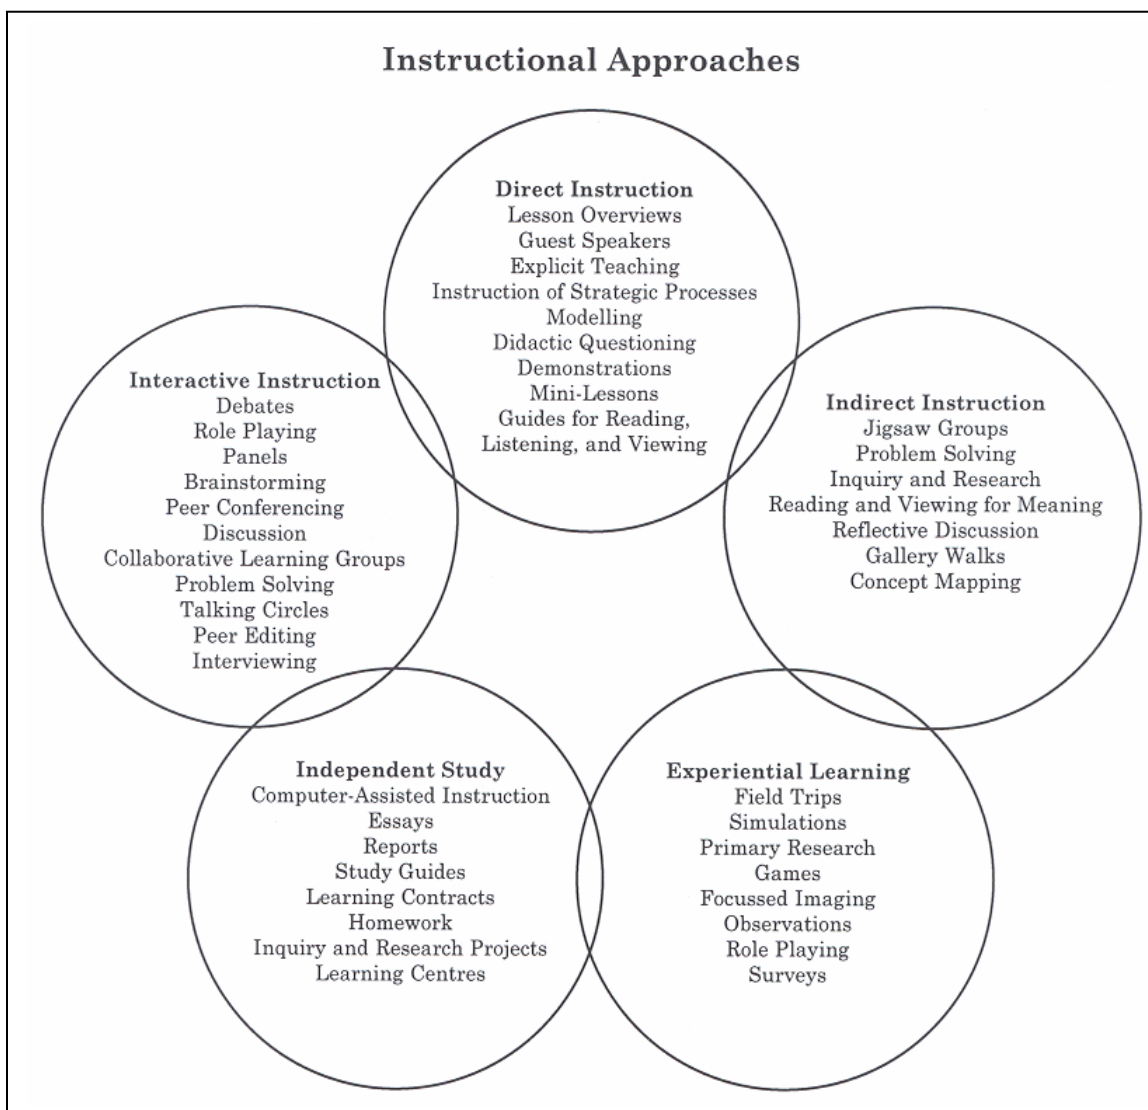 Instructional Approaches
Direct Instruction
Lesson Overviews
Guest Speakers
Explicit Teaching
Instruction of Strategic Processes
Modelling
Didactic Questioning
Demonstrations
Mini-Lessons
Guides for Reading,
Listening, and Viewing
Interactive Instruction
Debates
Role Playing
Panels
Brainstorming
Peer Conferencing
Discussion
Collaborative Learning Groups
Problem Solving
Talking Circles
Peer Editing
Interviewing
Indirect Instruction
Jigsaw Groups
Problem Solving
Inquiry and Research
Reading and Viewing for Meaning
Reflective Discussion
Gallery Walks
Concept Mapping
Independent Study
Computer-Assisted Instruction
Essays
Reports
Study Guides
Learning Contracts
Homework
Inquiry and Research Projects
Learning Centres
Experiential Learning
Field Trips
Simulations
Primary Research
Games
Focussed Imaging
Observations
Role Playing
Surveys